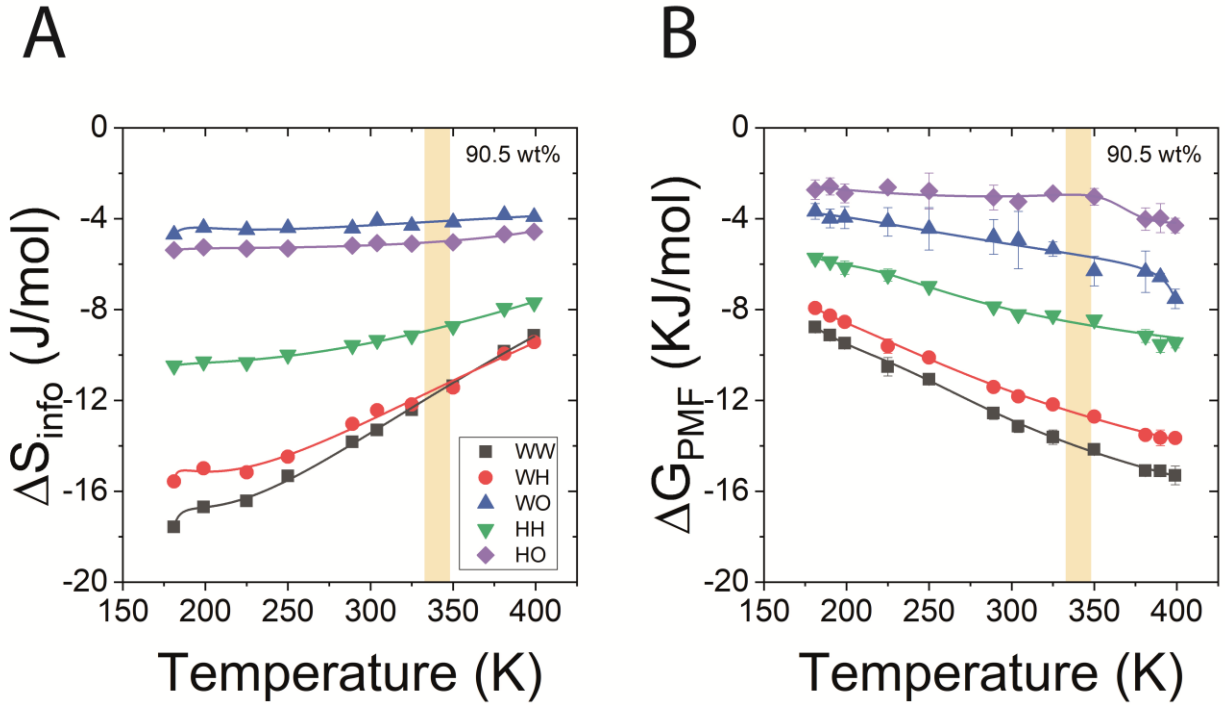 A
0
-4
-8
-12
-16
-20
150
200
250
300
350
400
ΔS_info (J/mol)
Temperature (K)
90.5 wt%
WW
WH
WO
HH
HO
B
0
-4
-8
-12
-16
-20
150
200
250
300
350
400
ΔG_PMF (KJ/mol)
Temperature (K)
90.5 wt%